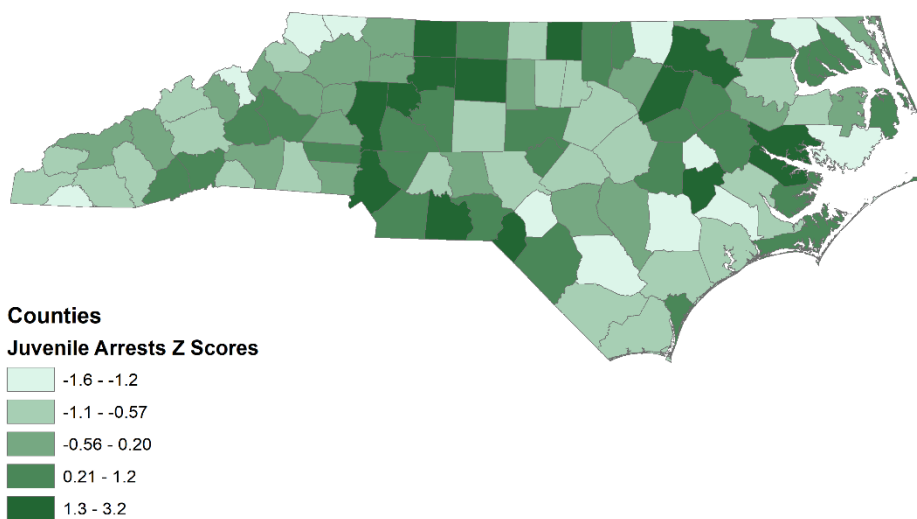 Counties
Juvenile Arrests Z Scores
-1.6 - -1.2
-1.1 - -0.57
-0.56 - 0.20
0.21 - 1.2
1.3 - 3.2